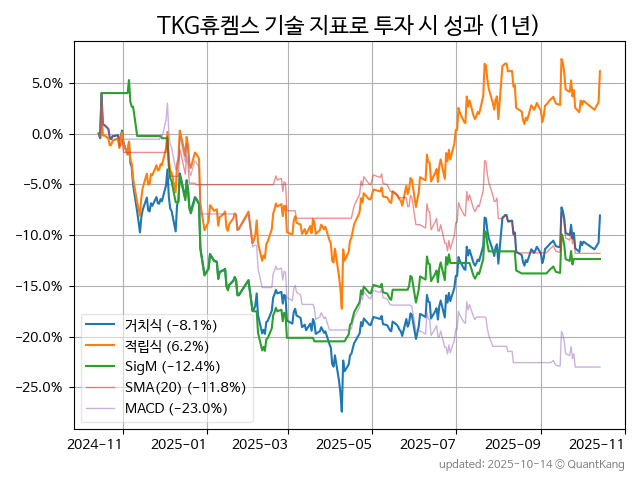 TKG휴켐스 기술 지표로 투자 시 성과 (1년)
5.0%
0.0%
−5.0%
−10.0%
−15.0%
−20.0%
−25.0%
거치식 (−8.1%)
적립식 (6.2%)
SigM (−12.4%)
SMA(20) (−11.8%)
MACD (−23.0%)
2024-11 2025-01 2025-03 2025-05 2025-07 2025-09 2025-11
updated: 2025-10-14 © QuantKang